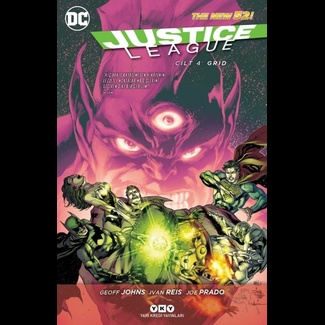 DC
THE NEW 52!
JUSTICE
LEAGUE
CİLT 4 GRID
GEOFF JOHNS IVAN REIS JOE PRADO
YKY
YAPI KREDİ YAYINLARI